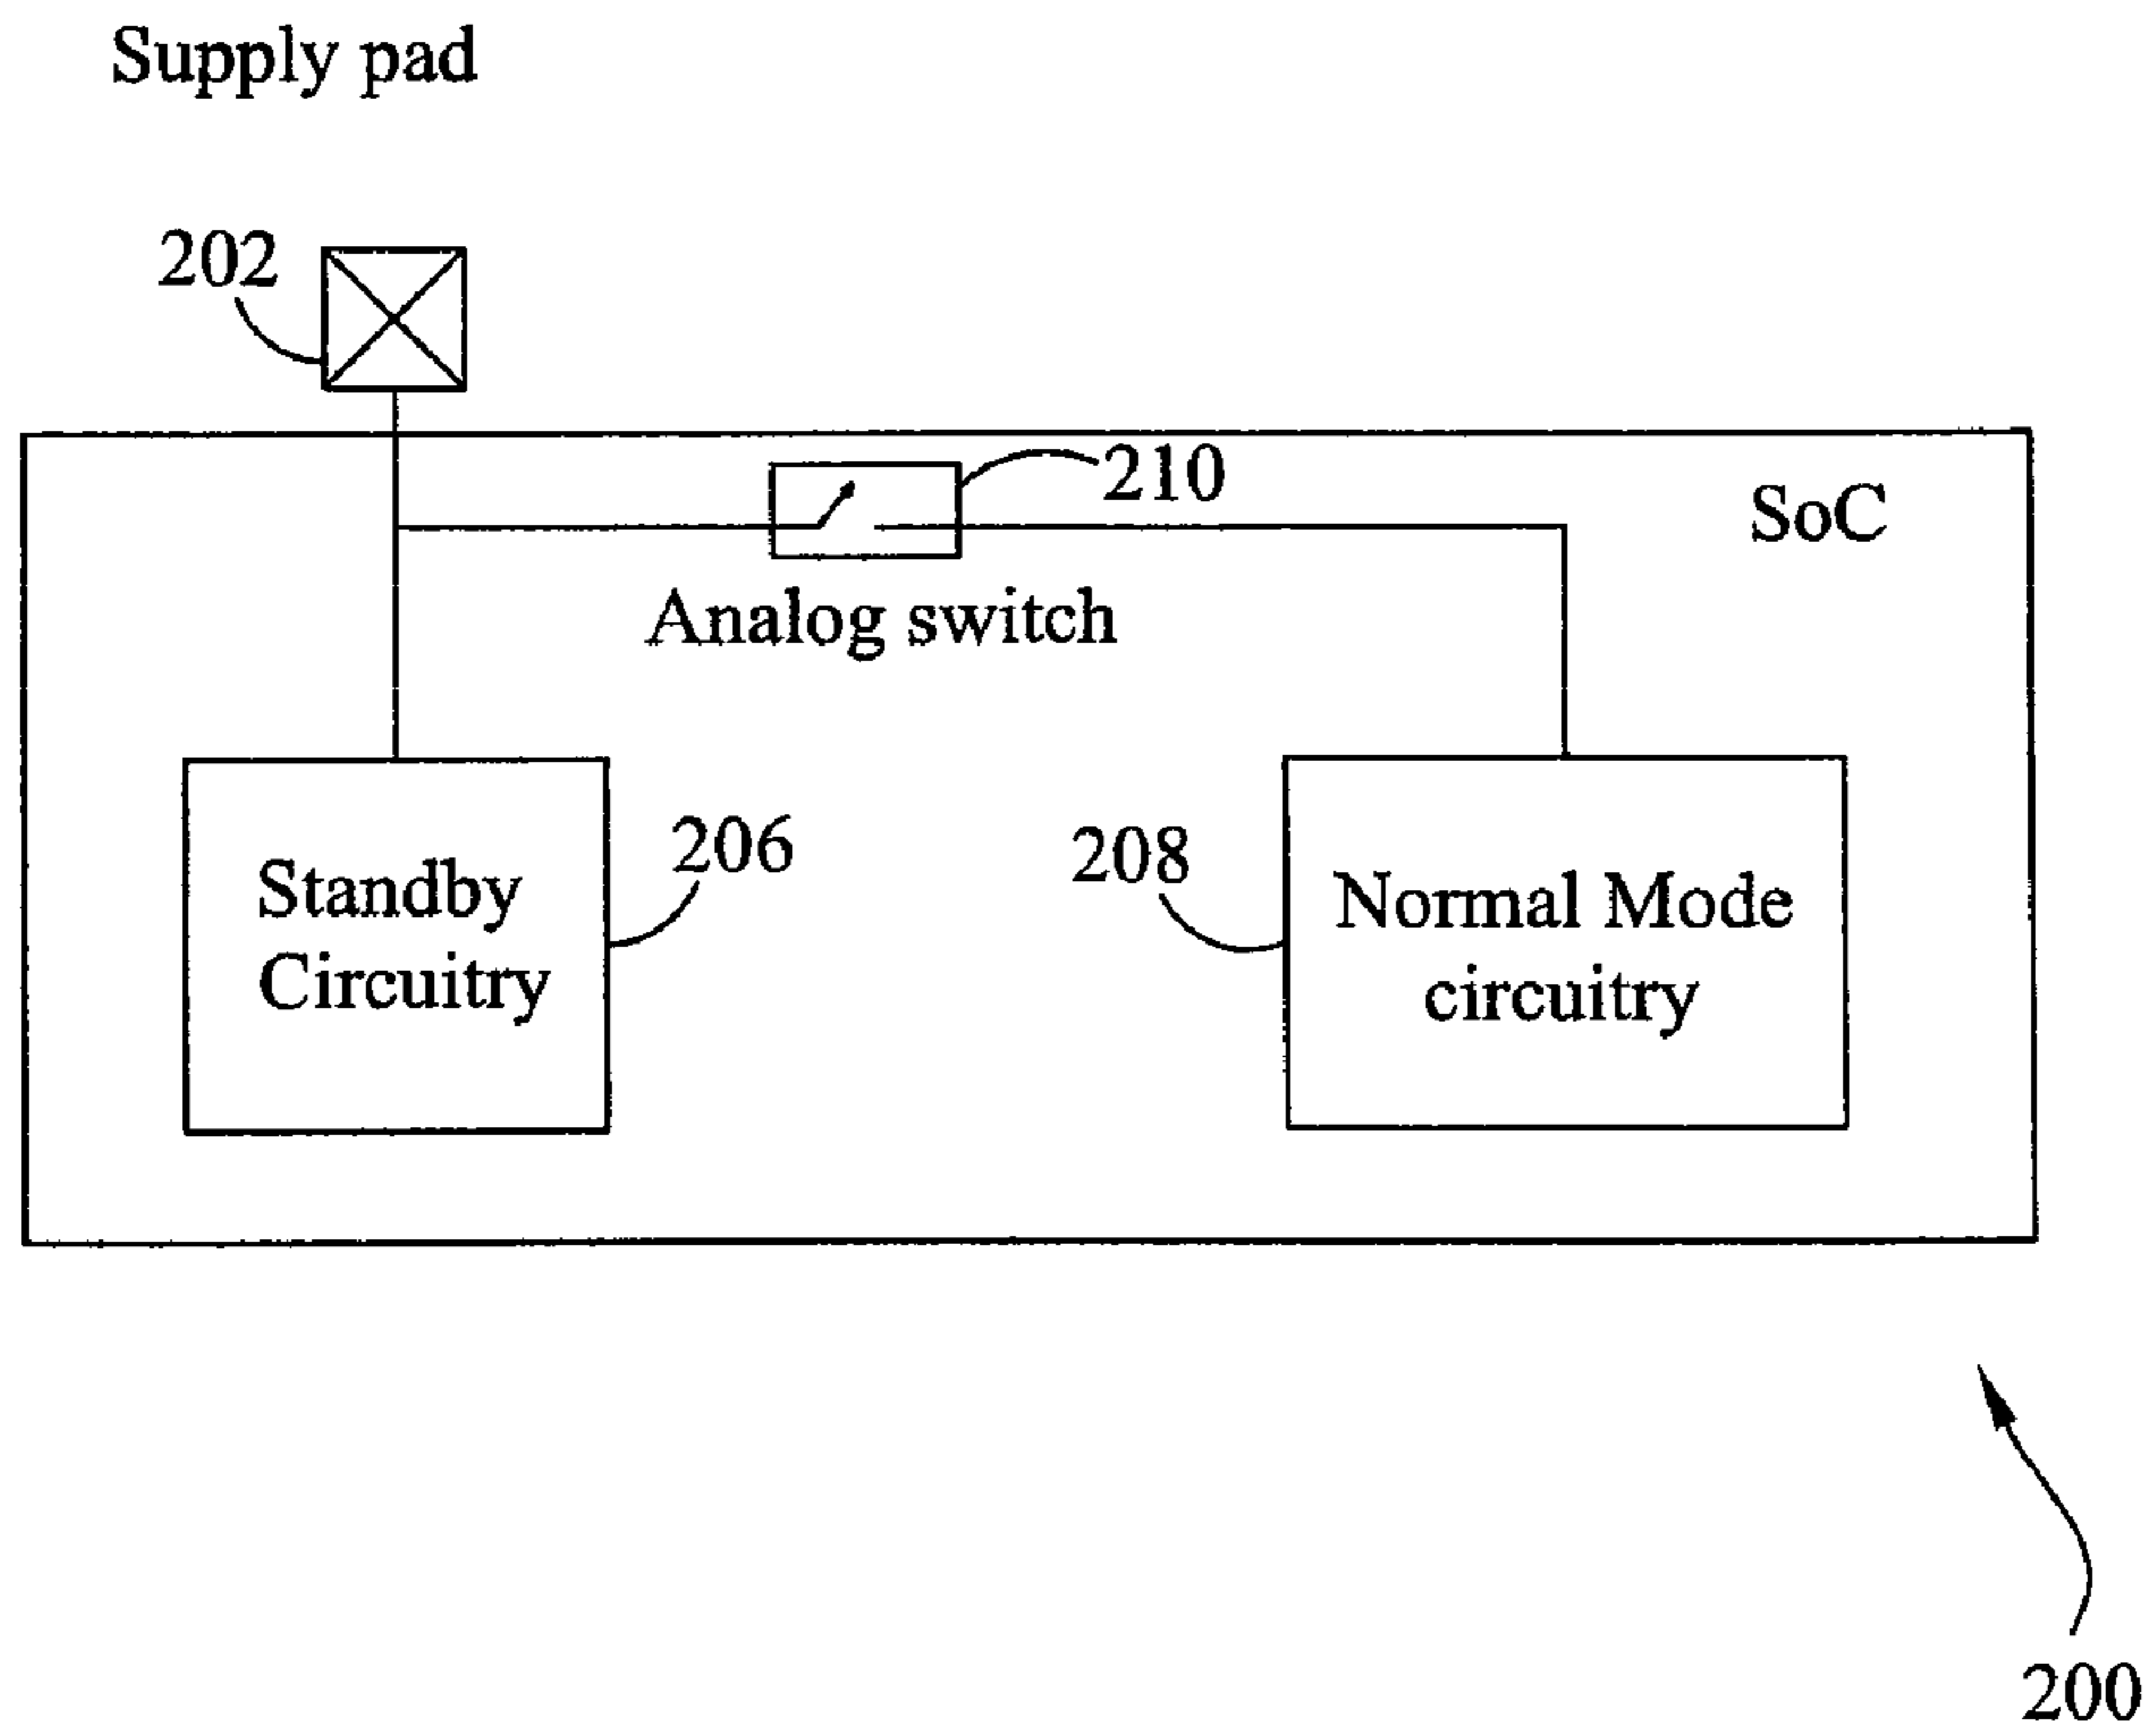 Supply pad
202
210
SoC
Analog switch
206
208
Standby
Circuitry
Normal Mode
circuitry
200